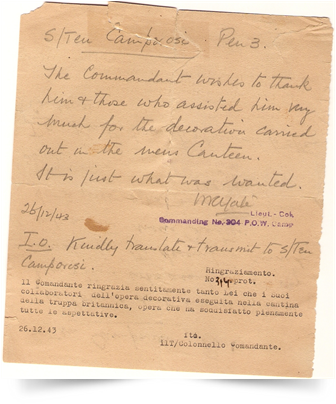 S/Ten Camporesi Pen 3.
The Commandant wishes to thank
him & those who assisted him very
much for the decoration carried
out in the mens Canteen.
It is just what was wanted.
Lieut-Col.
Commanding No. 304 P.O.W. Camp
26/12/43
I.O. Kindly translate & transmit to S/Ten
Camporesi.
Ringraziamento.
No. prot.
Il Comandante ringrazia sentitamente tanto Lei che i suoi
collaboratori dell'opera decorativa eseguita nella cantina
della truppa britannica, opera che ha soddisfatto pienamente
tutte le aspettative.
26.12.43
ito.
ilT/Colonnello Comandante.